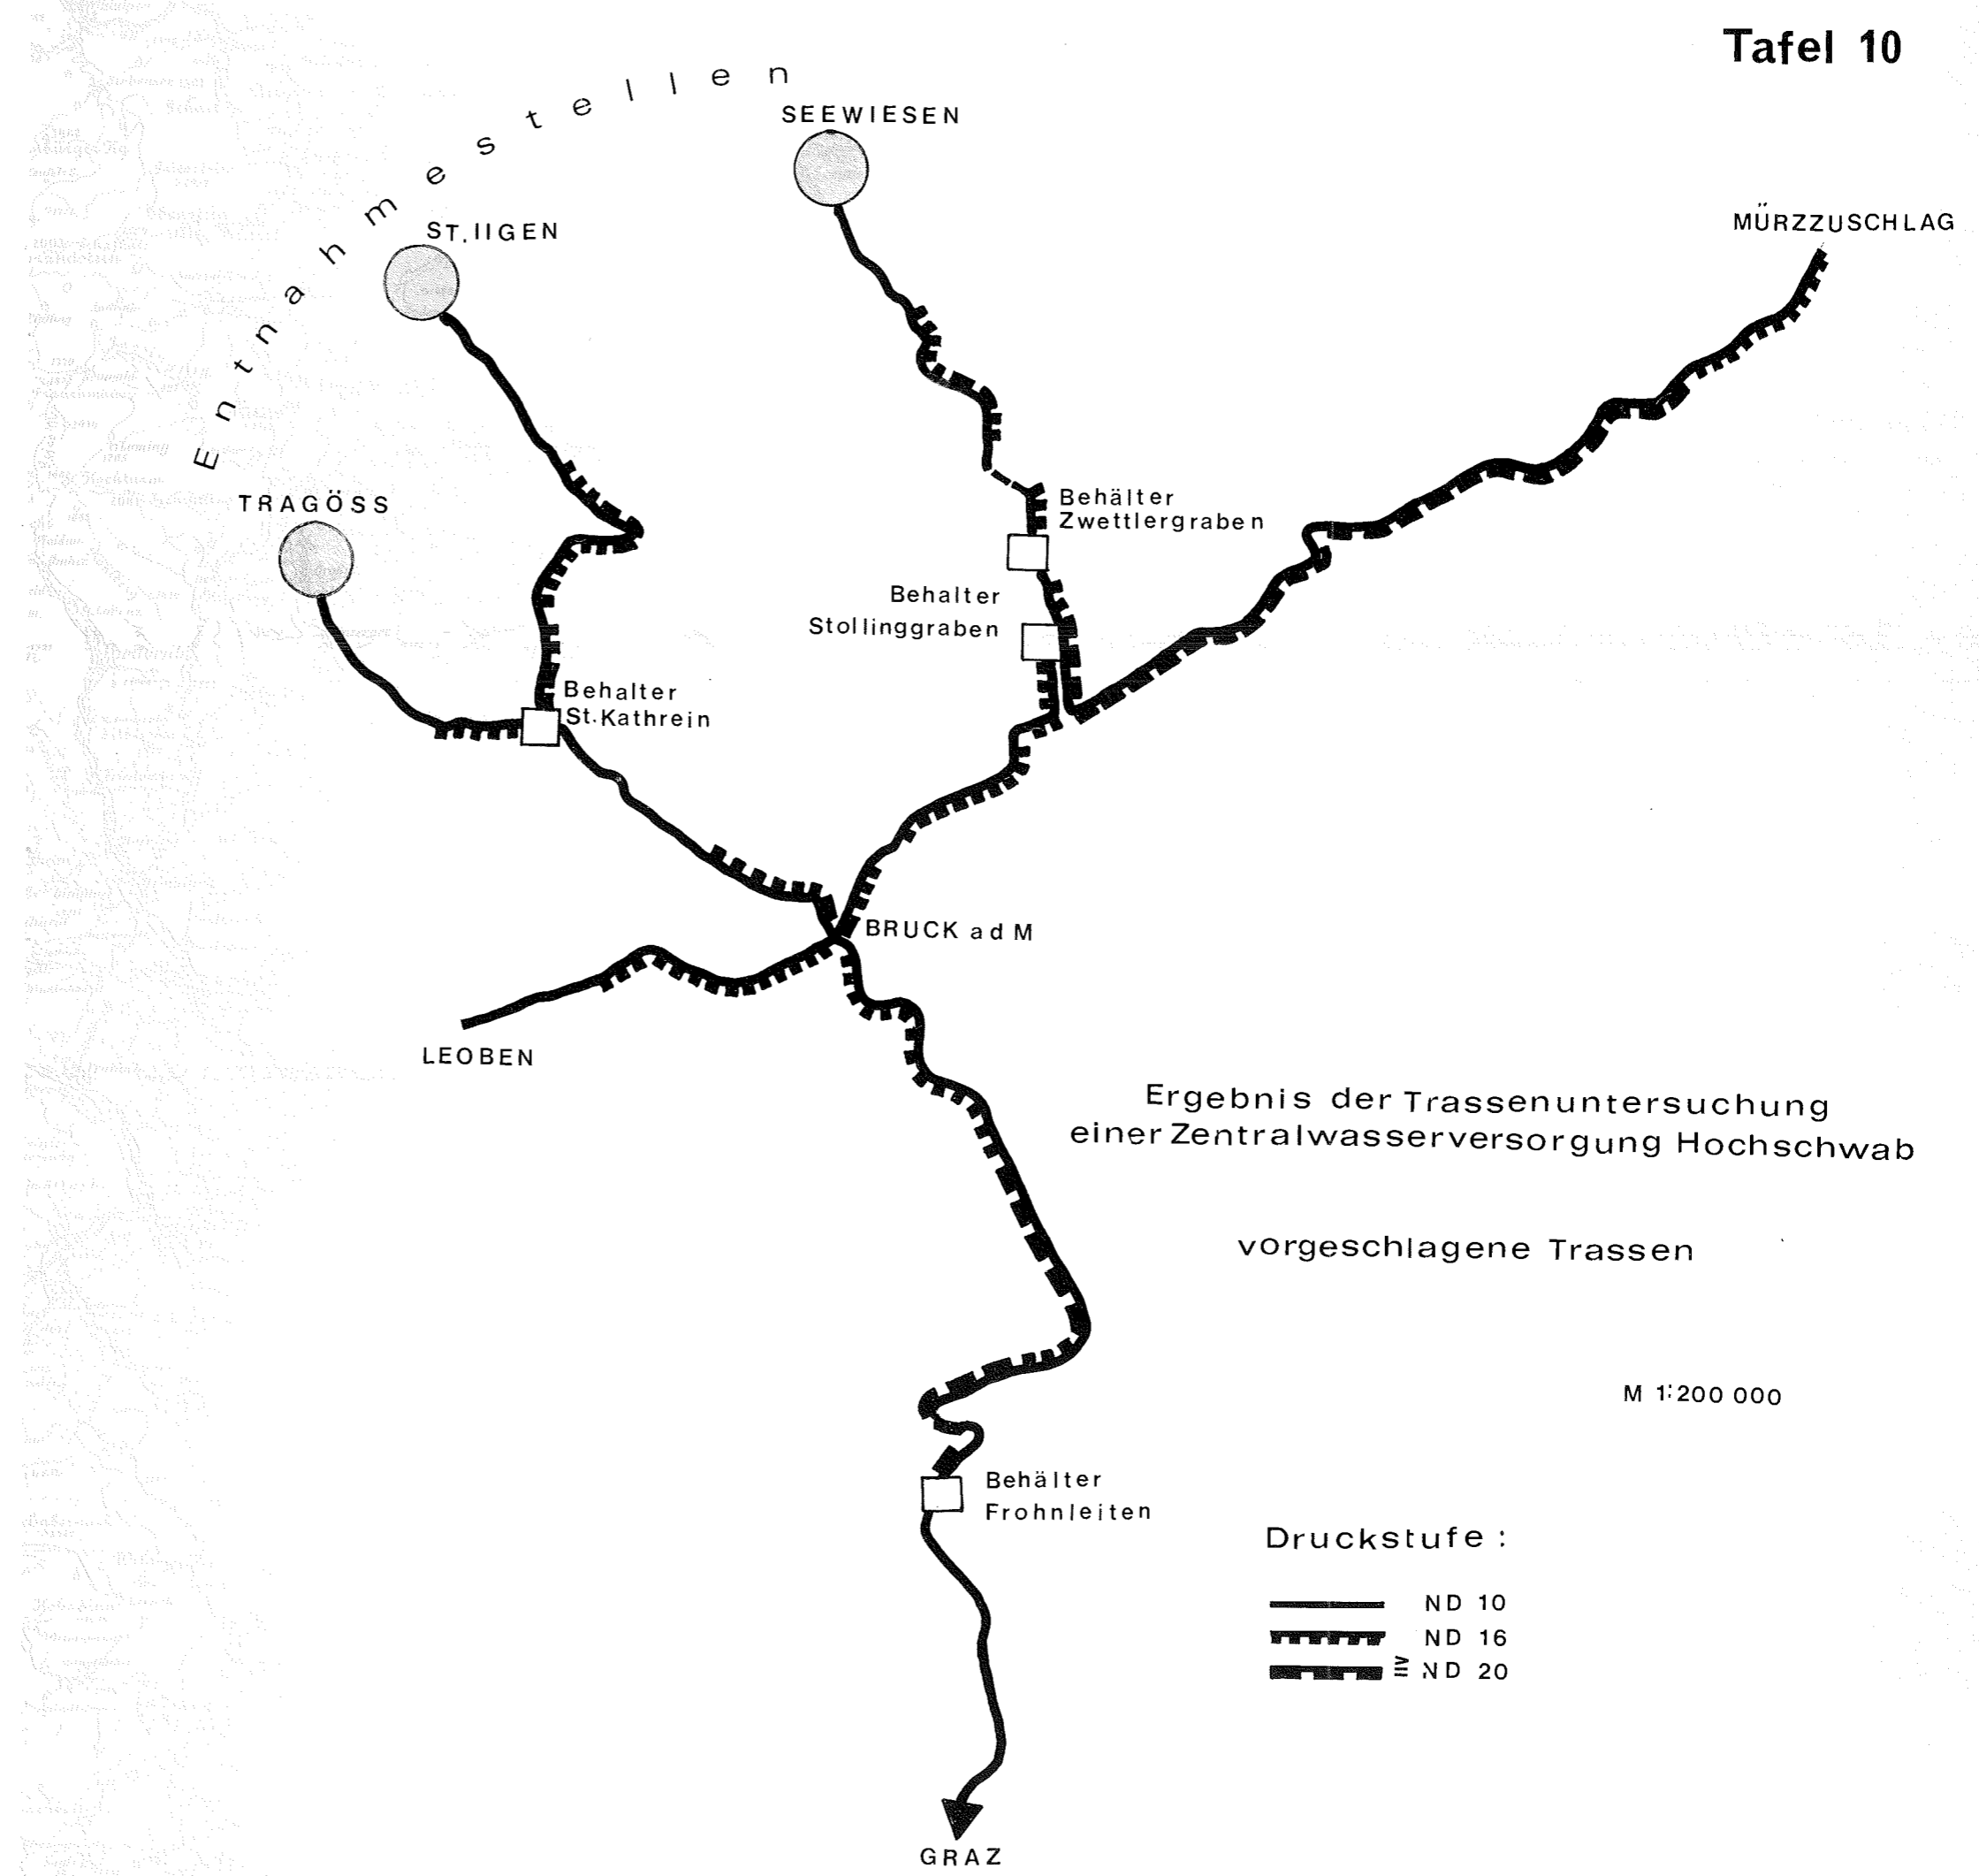 Tafel 10
Entnahmestellen
SEEWIESEN
MÜRZZUSCHLAG
ST. IIGEN
TRAGÖSS
Behälter
Zwettlergraben
Behalter
Stollinggraben
Behalter
St. Kathrein
BRUCK a d M
LEOBEN
Ergebnis der Trassenuntersuchung
einer Zentralwasserversorgung Hochschwab
vorgeschlagene Trassen
M 1:200 000
Behälter
Frohnleiten
Druckstufe :
ND 10
ND 16
≧ ND 20
GRAZ